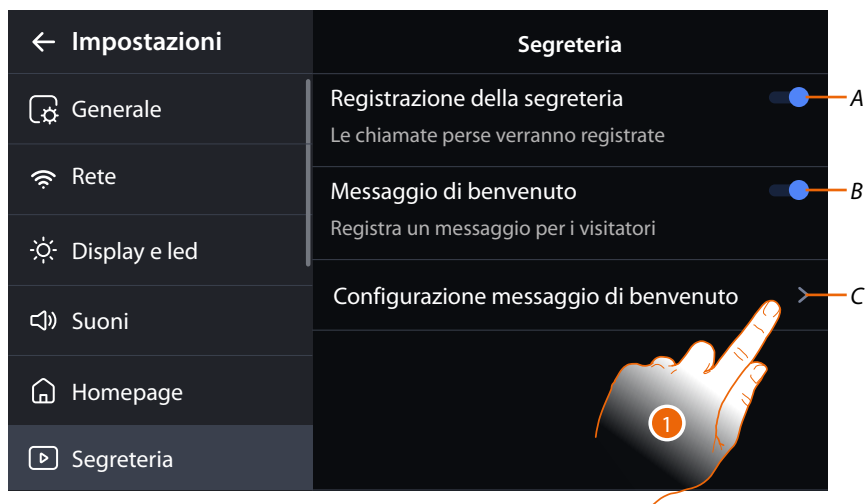 Impostazioni
Generale
Rete
Display e led
Suoni
Homepage
Segreteria
Segreteria
Registrazione della segreteria
A
Le chiamate perse verranno registrate
Messaggio di benvenuto
B
Registra un messaggio per i visitatori
Configurazione messaggio di benvenuto
C
1